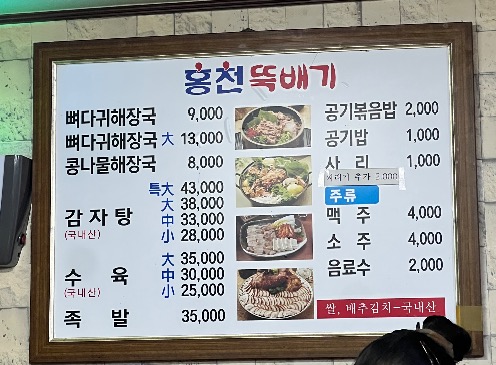 홍천뚝배기
뼈다귀해장국 9,000
뼈다귀해장국 大 13,000
콩나물해장국 8,000
감자탕 (국내산)
특大 43,000
大 38,000
中 33,000
小 28,000
수육 (국내산)
大 35,000
中 30,000
小 25,000
족발 35,000
공기볶음밥 2,000
공기밥 1,000
사리 1,000
주류
맥주 4,000
소주 4,000
음료수 2,000
쌀, 배추김치-국내산